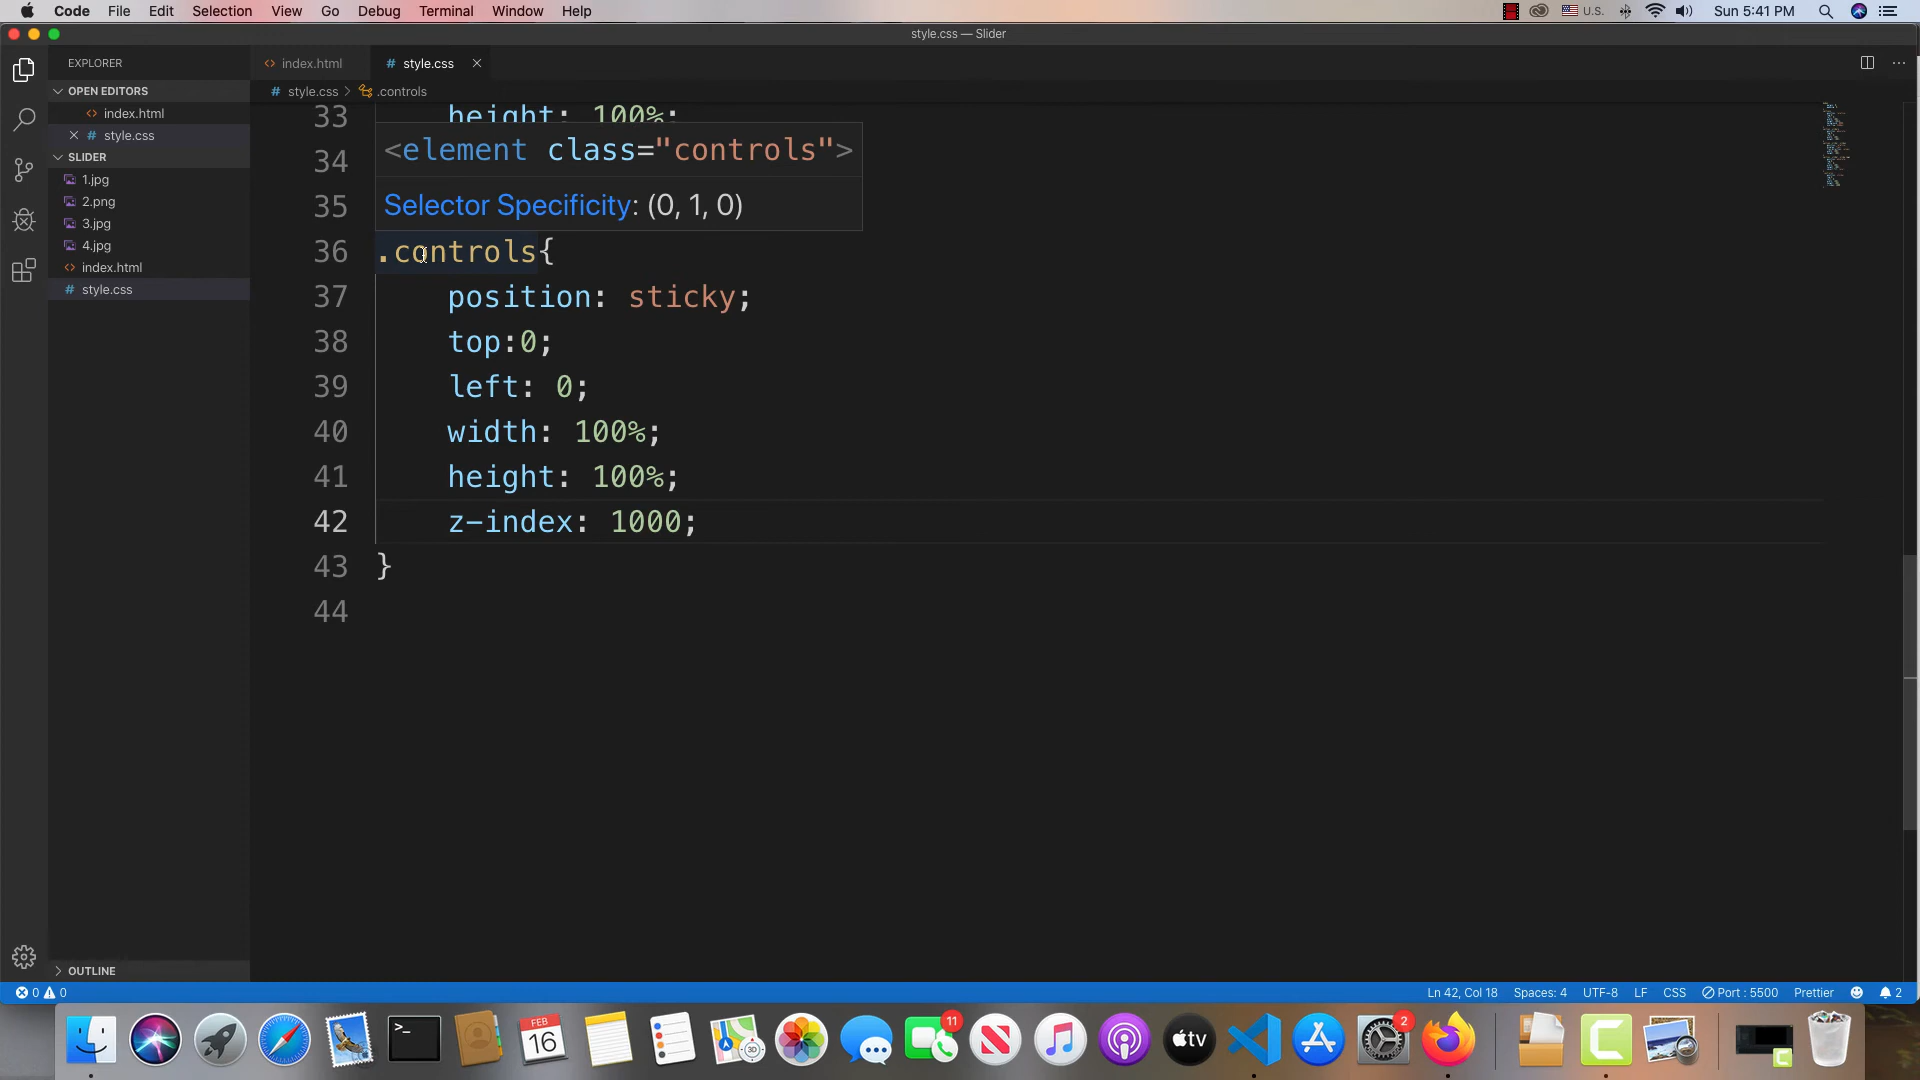 Code File Edit Selection View Go Debug Terminal Window Help U.S. Sun 5:41 PM
style.css — Slider
EXPLORER
index.html
style.css
OPEN EDITORS
style.css > .controls
index.html
style.css
SLIDER
1.jpg
2.png
3.jpg
4.jpg
index.html
style.css
33 height: 100%;
34
<element class="controls">
35
Selector Specificity: (0, 1, 0)
36 .controls{
37 position: sticky;
38 top:0;
39 left: 0;
40 width: 100%;
41 height: 100%;
42 z-index: 1000;
43 }
44
OUTLINE
0 0 Ln 42, Col 18 Spaces: 4 UTF-8 LF CSS Port : 5500 Prettier 2
>_
FEB
16
3D
11
tv
2